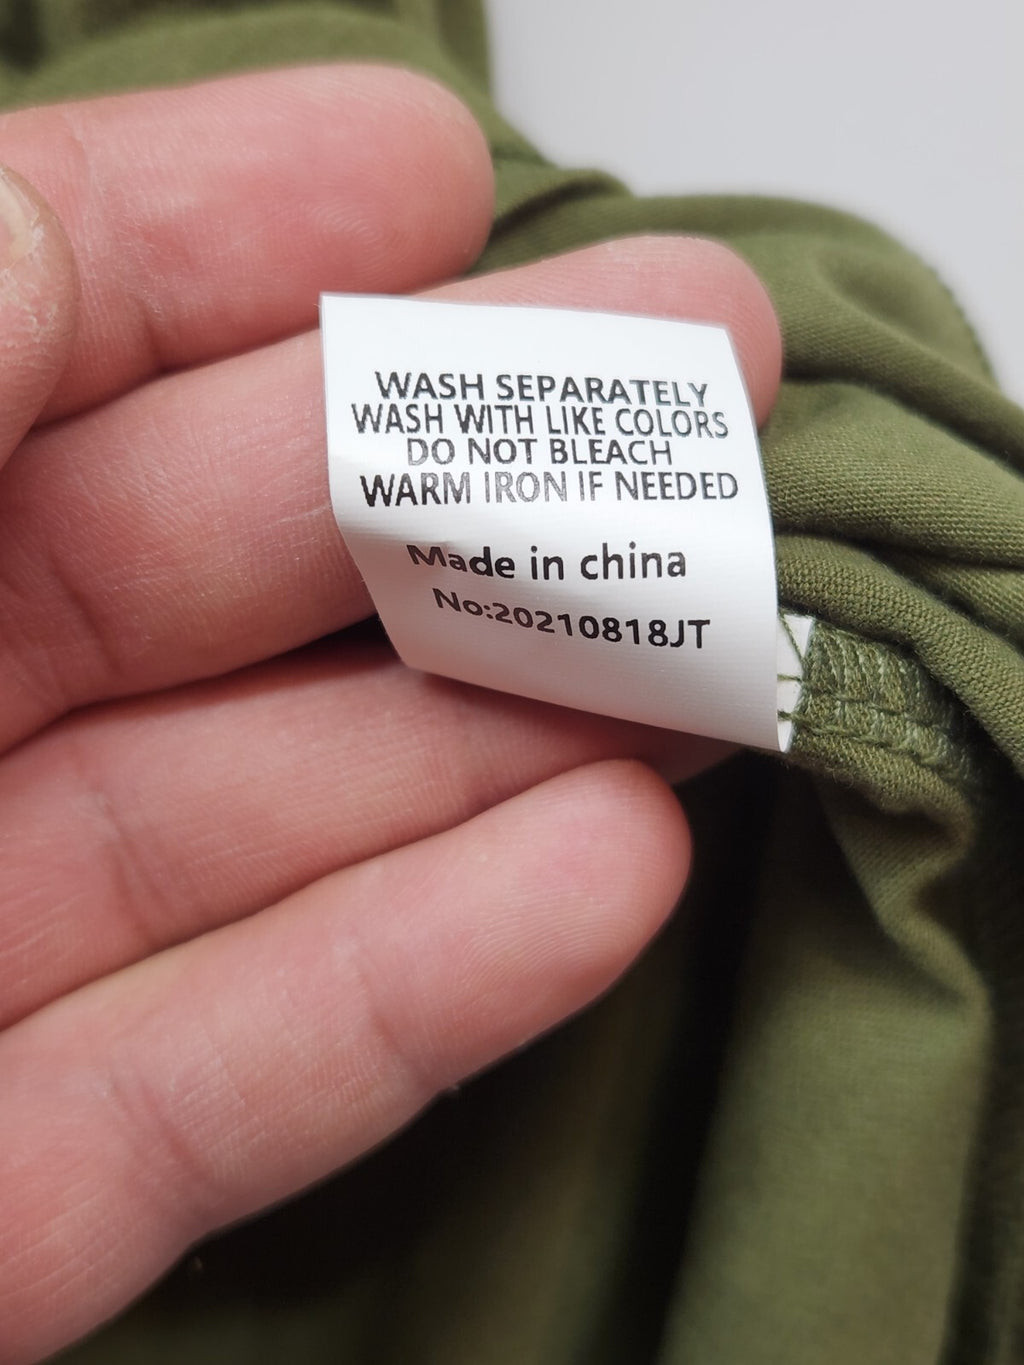 WASH SEPARATELY
WASH WITH LIKE COLORS
DO NOT BLEACH
WARM IRON IF NEEDED
Made in china
No:20210818JT